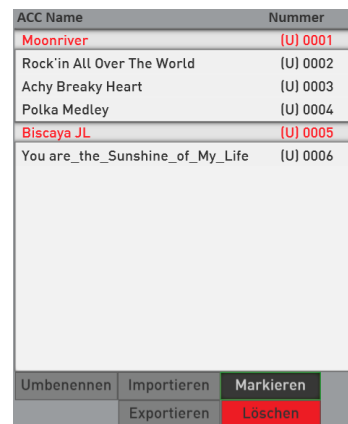 ACC Name Nummer
Moonriver (U) 0001
Rock'in All Over The World (U) 0002
Achy Breaky Heart (U) 0003
Polka Medley (U) 0004
Biscaya JL (U) 0005
You are_the_Sunshine_of_My_Life (U) 0006
Umbenennen Importieren Markieren
Exportieren Löschen